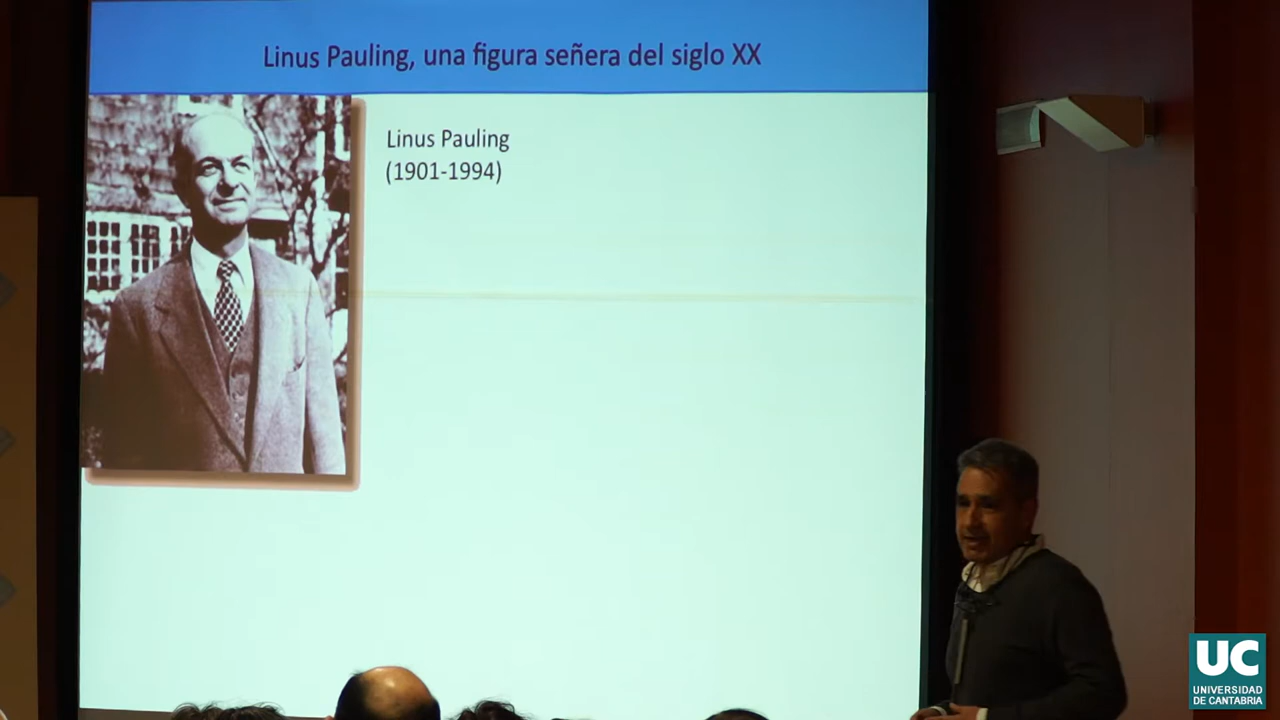 Linus Pauling, una figura señera del siglo XX
Linus Pauling
(1901-1994)
UC
UNIVERSIDAD
DE CANTABRIA